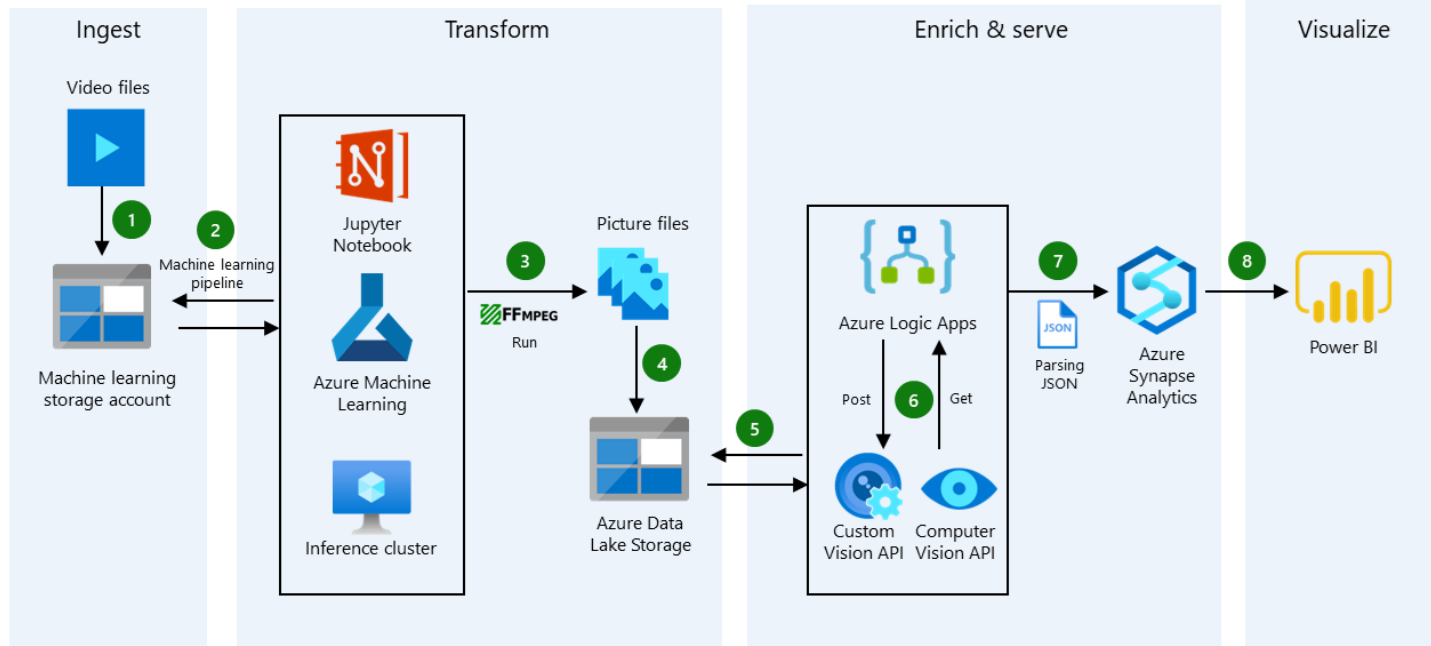 Ingest
Transform
Enrich & serve
Visualize
Video files
1
Machine learning
storage account
2
Machine learning
pipeline
N
Jupyter
Notebook
Azure Machine
Learning
Inference cluster
3
FFMPEG
Run
Picture files
4
Azure Data
Lake Storage
5
Azure Logic Apps
Post
6
Get
Custom
Vision API
Computer
Vision API
7
JSON
Parsing
JSON
Azure
Synapse
Analytics
8
Power BI